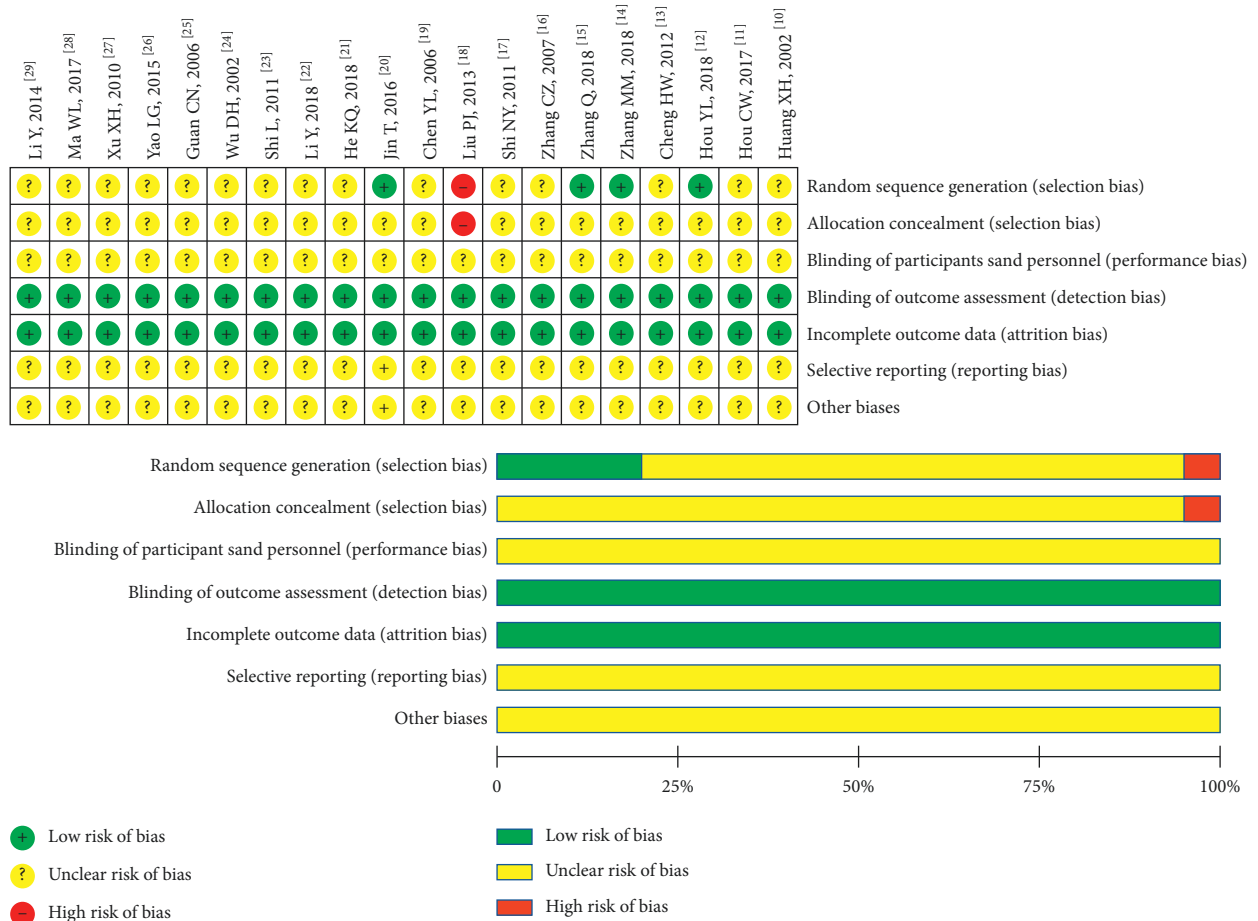 Li Y, 2014 [29]
Ma WL, 2017 [28]
Xu XH, 2010 [27]
Yao LG, 2015 [26]
Guan CN, 2006 [25]
Wu DH, 2002 [24]
Shi L, 2011 [23]
Li Y, 2018 [22]
He KQ, 2018 [21]
Jin T, 2016 [20]
Chen YL, 2006 [19]
Liu PJ, 2013 [18]
Shi NY, 2011 [17]
Zhang CZ, 2007 [16]
Zhang Q, 2018 [15]
Zhang MM, 2018 [14]
Cheng HW, 2012 [13]
Hou YL, 2018 [12]
Hou CW, 2017 [11]
Huang XH, 2002 [10]
? ? ? ? ? ? ? ? ? + ? – ? ? + + ? + ? ? Random sequence generation (selection bias)
? ? ? ? ? ? ? ? ? ? ? – ? ? ? ? ? ? ? ? Allocation concealment (selection bias)
? ? ? ? ? ? ? ? ? ? ? ? ? ? ? ? ? ? ? ? Blinding of participants sand personnel (performance bias)
+ + + + + + + + + + + + + + + + + + + + Blinding of outcome assessment (detection bias)
+ + + + + + + + + + + + + + + + + + + + Incomplete outcome data (attrition bias)
? ? ? ? ? ? ? ? ? + ? ? ? ? ? ? ? ? ? ? Selective reporting (reporting bias)
? ? ? ? ? ? ? ? ? + ? ? ? ? ? ? ? ? ? ? Other biases
Random sequence generation (selection bias)
Allocation concealment (selection bias)
Blinding of participant sand personnel (performance bias)
Blinding of outcome assessment (detection bias)
Incomplete outcome data (attrition bias)
Selective reporting (reporting bias)
Other biases
0 25% 50% 75% 100%
+ Low risk of bias
? Unclear risk of bias
– High risk of bias
Low risk of bias
Unclear risk of bias
High risk of bias